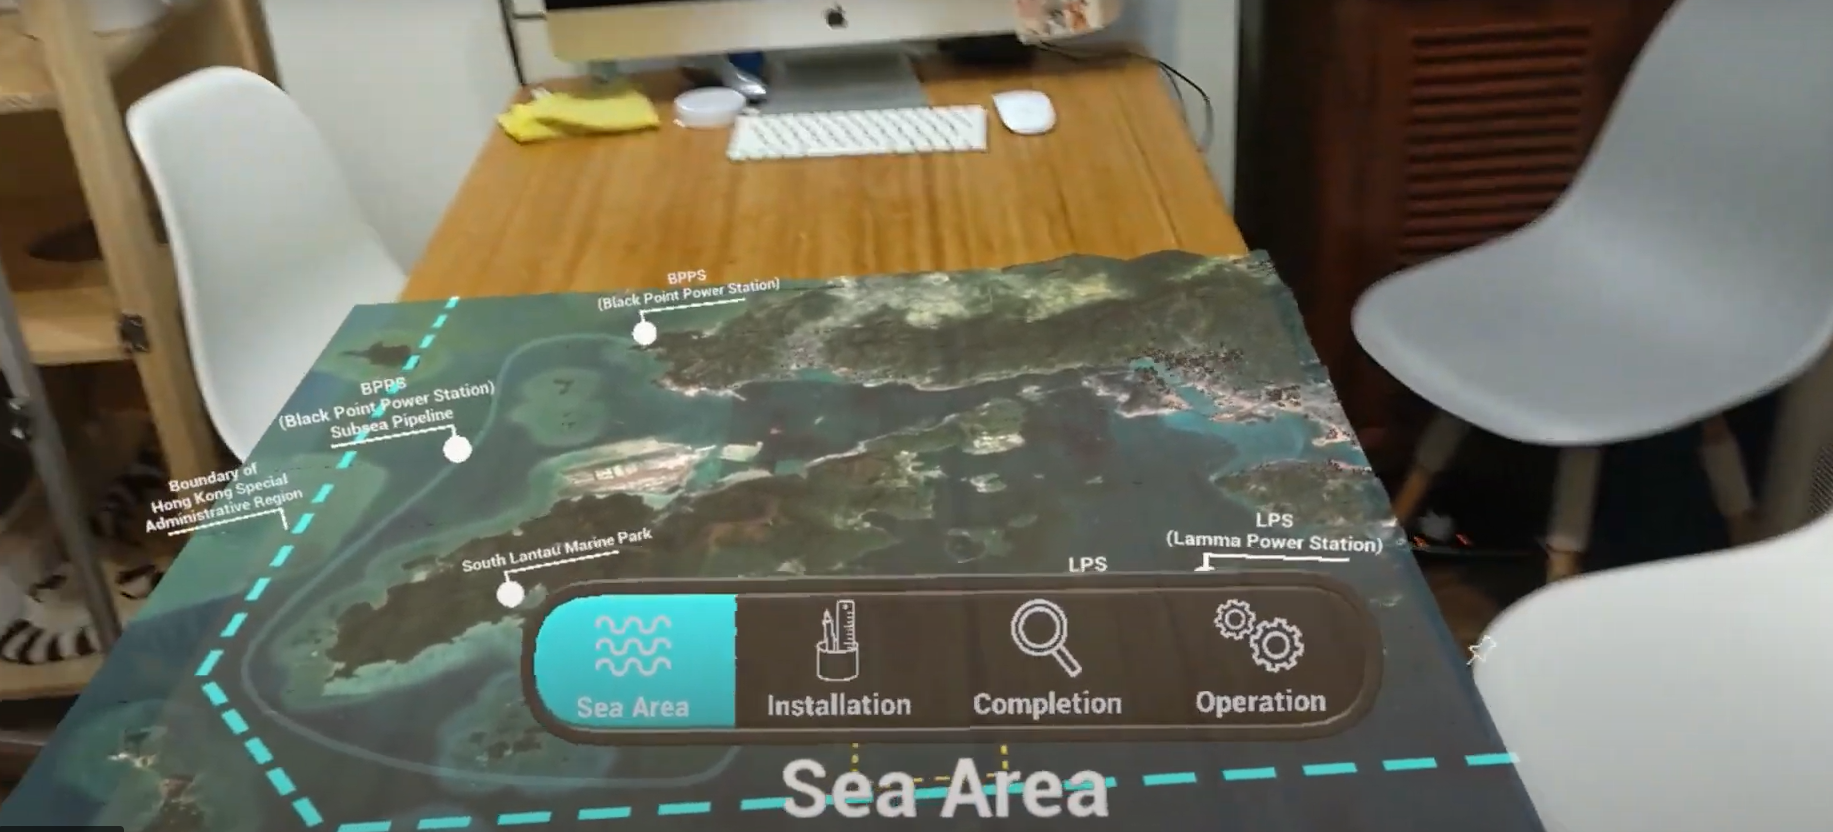 BPPS
(Black Point Power Station)
BPPS
(Black Point Power Station)
Subsea Pipeline
Boundary of
Hong Kong Special
Administrative Region
South Lantau Marine Park
LPS
(Lamma Power Station)
LPS
Sea Area
Installation
Completion
Operation
Sea Area